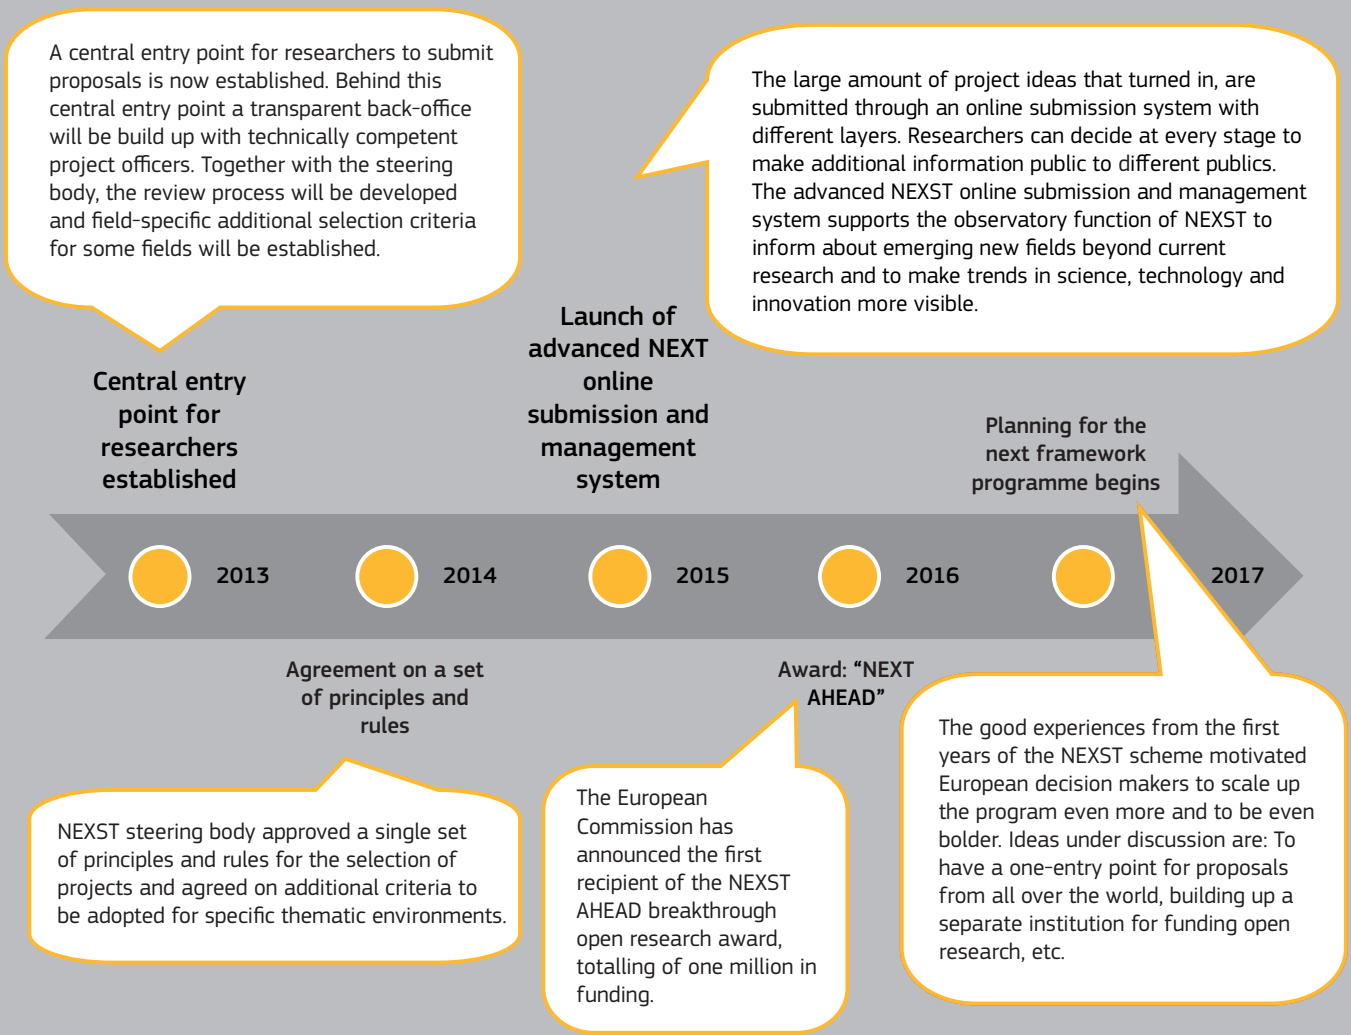 A central entry point for researchers to submit
proposals is now established. Behind this
central entry point a transparent back-office
will be build up with technically competent
project officers. Together with the steering
body, the review process will be developed
and field-specific additional selection criteria
for some fields will be established.
The large amount of project ideas that turned in, are
submitted through an online submission system with
different layers. Researchers can decide at every stage to
make additional information public to different publics.
The advanced NEXST online submission and management
system supports the observatory function of NEXST to
inform about emerging new fields beyond current
research and to make trends in science, technology and
innovation more visible.
Central entry
point for
researchers
established
Launch of
advanced NEXT
online
submission and
management
system
Planning for the
next framework
programme begins
2013
2014
2015
2016
2017
Agreement on a set
of principles and
rules
Award: “NEXT
AHEAD”
NEXST steering body approved a single set
of principles and rules for the selection of
projects and agreed on additional criteria to
be adopted for specific thematic environments.
The European
Commission has
announced the first
recipient of the NEXST
AHEAD breakthrough
open research award,
totalling of one million in
funding.
The good experiences from the first
years of the NEXST scheme motivated
European decision makers to scale up
the program even more and to be even
bolder. Ideas under discussion are: To
have a one-entry point for proposals
from all over the world, building up a
separate institution for funding open
research, etc.